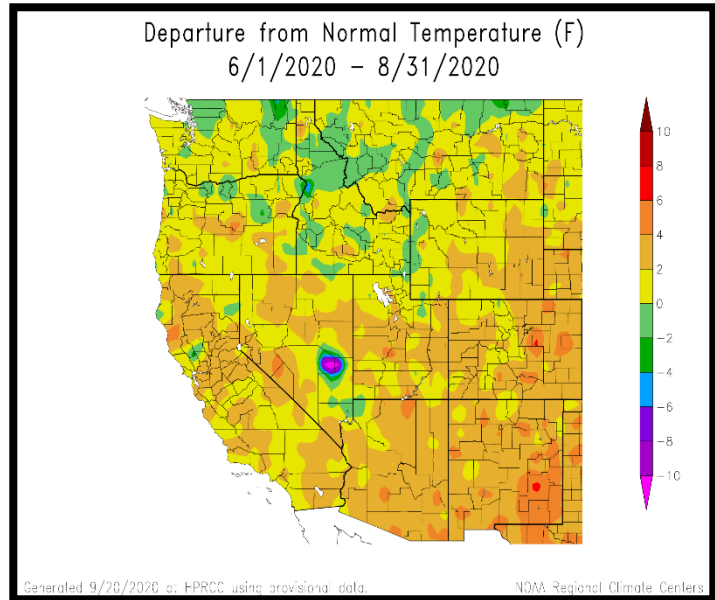 Departure from Normal Temperature (F)
6/1/2020 – 8/31/2020
10
8
6
4
2
0
−2
−4
−6
−8
−10
Generated 9/20/2020 at HPRCC using provisional data.
NOAA Regional Climate Centers